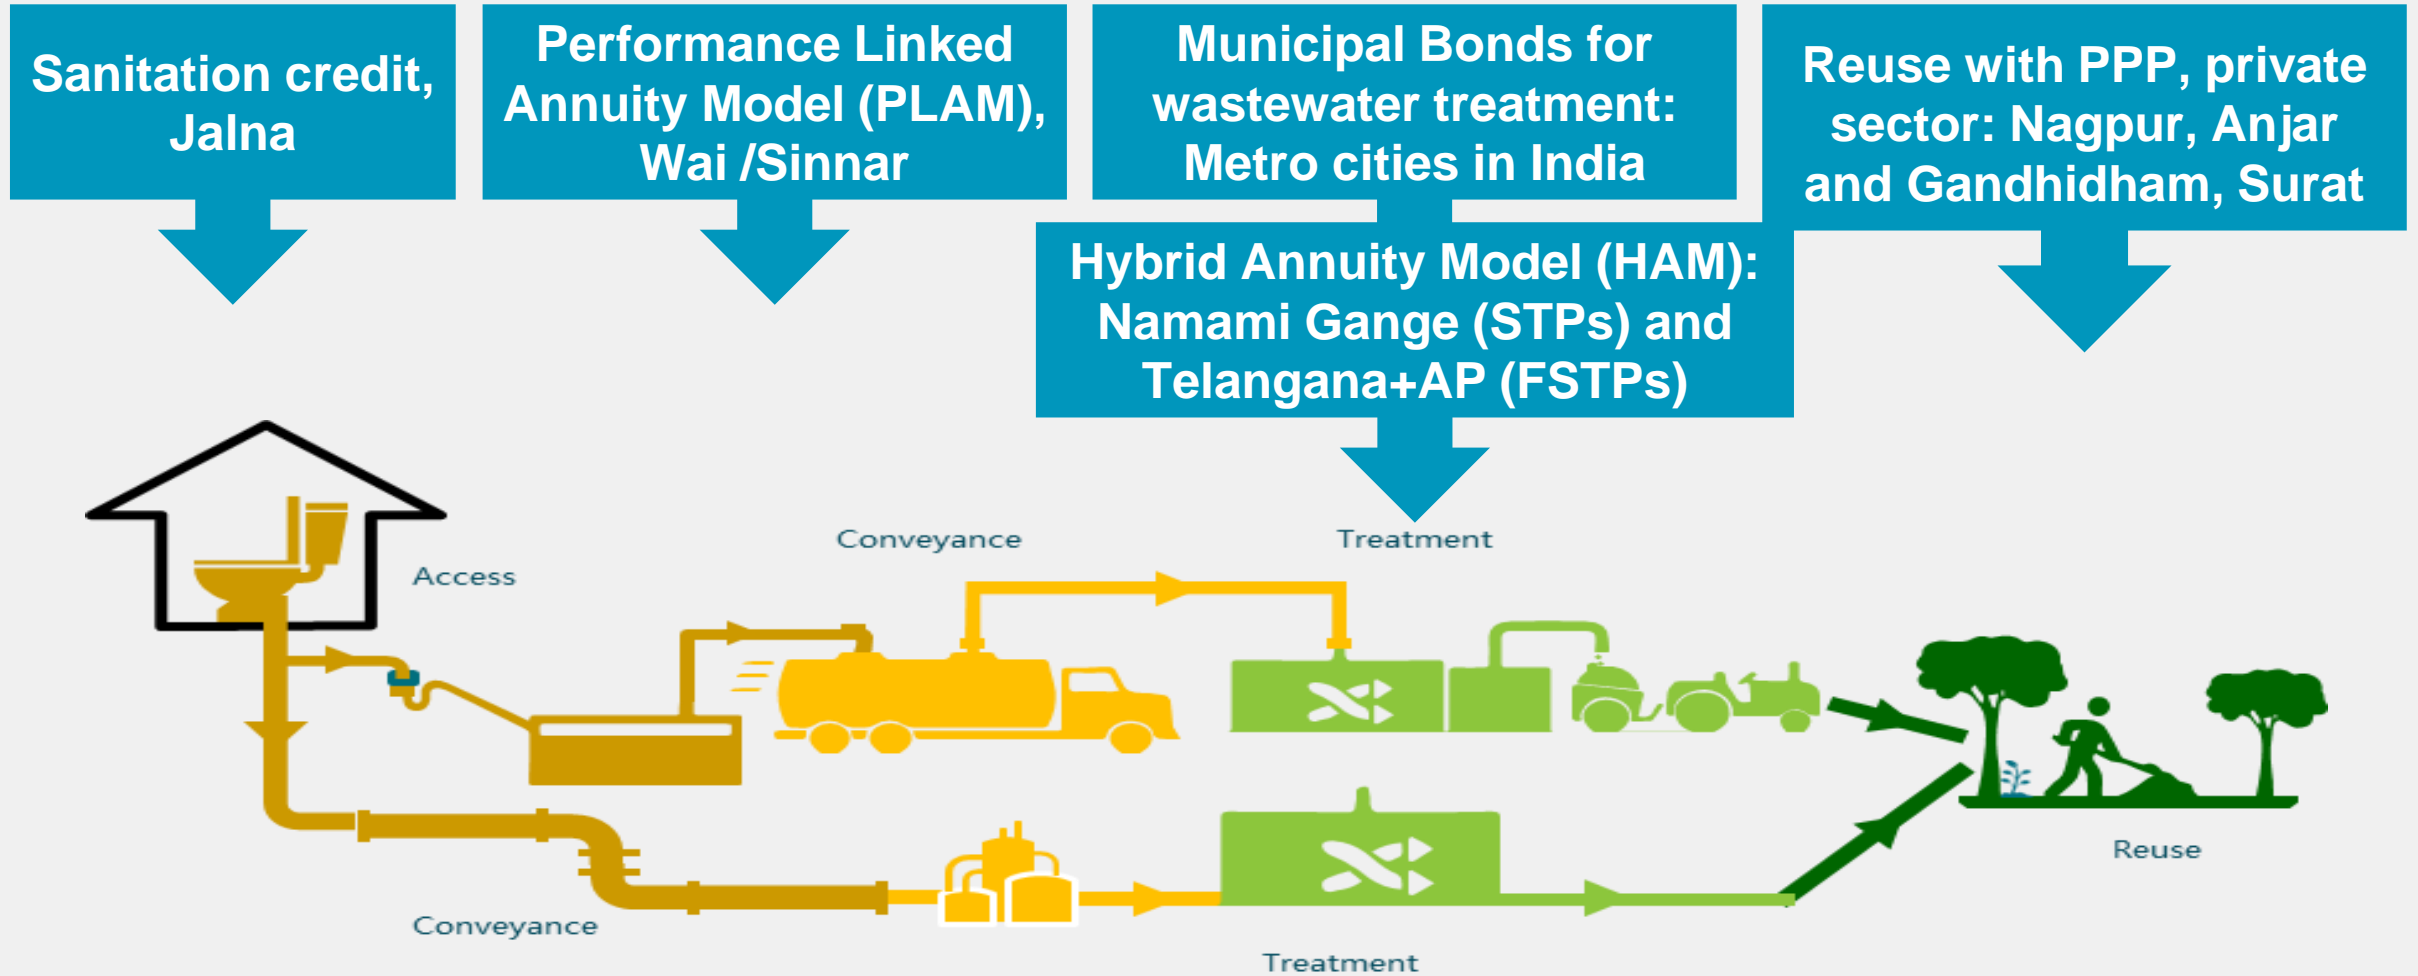 Sanitation credit,
Jalna
Performance Linked
Annuity Model (PLAM),
Wai /Sinnar
Municipal Bonds for
wastewater treatment:
Metro cities in India
Reuse with PPP, private
sector: Nagpur, Anjar
and Gandhidham, Surat
Hybrid Annuity Model (HAM):
Namami Gange (STPs) and
Telangana+AP (FSTPs)
Conveyance
Treatment
Access
Reuse
Conveyance
Treatment